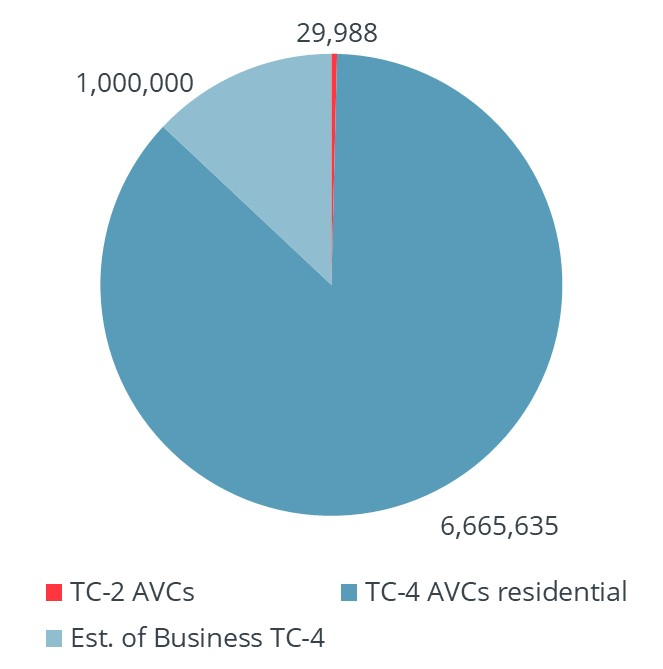 29,988
1,000,000
6,665,635
TC-2 AVCs
TC-4 AVCs residential
Est. of Business TC-4